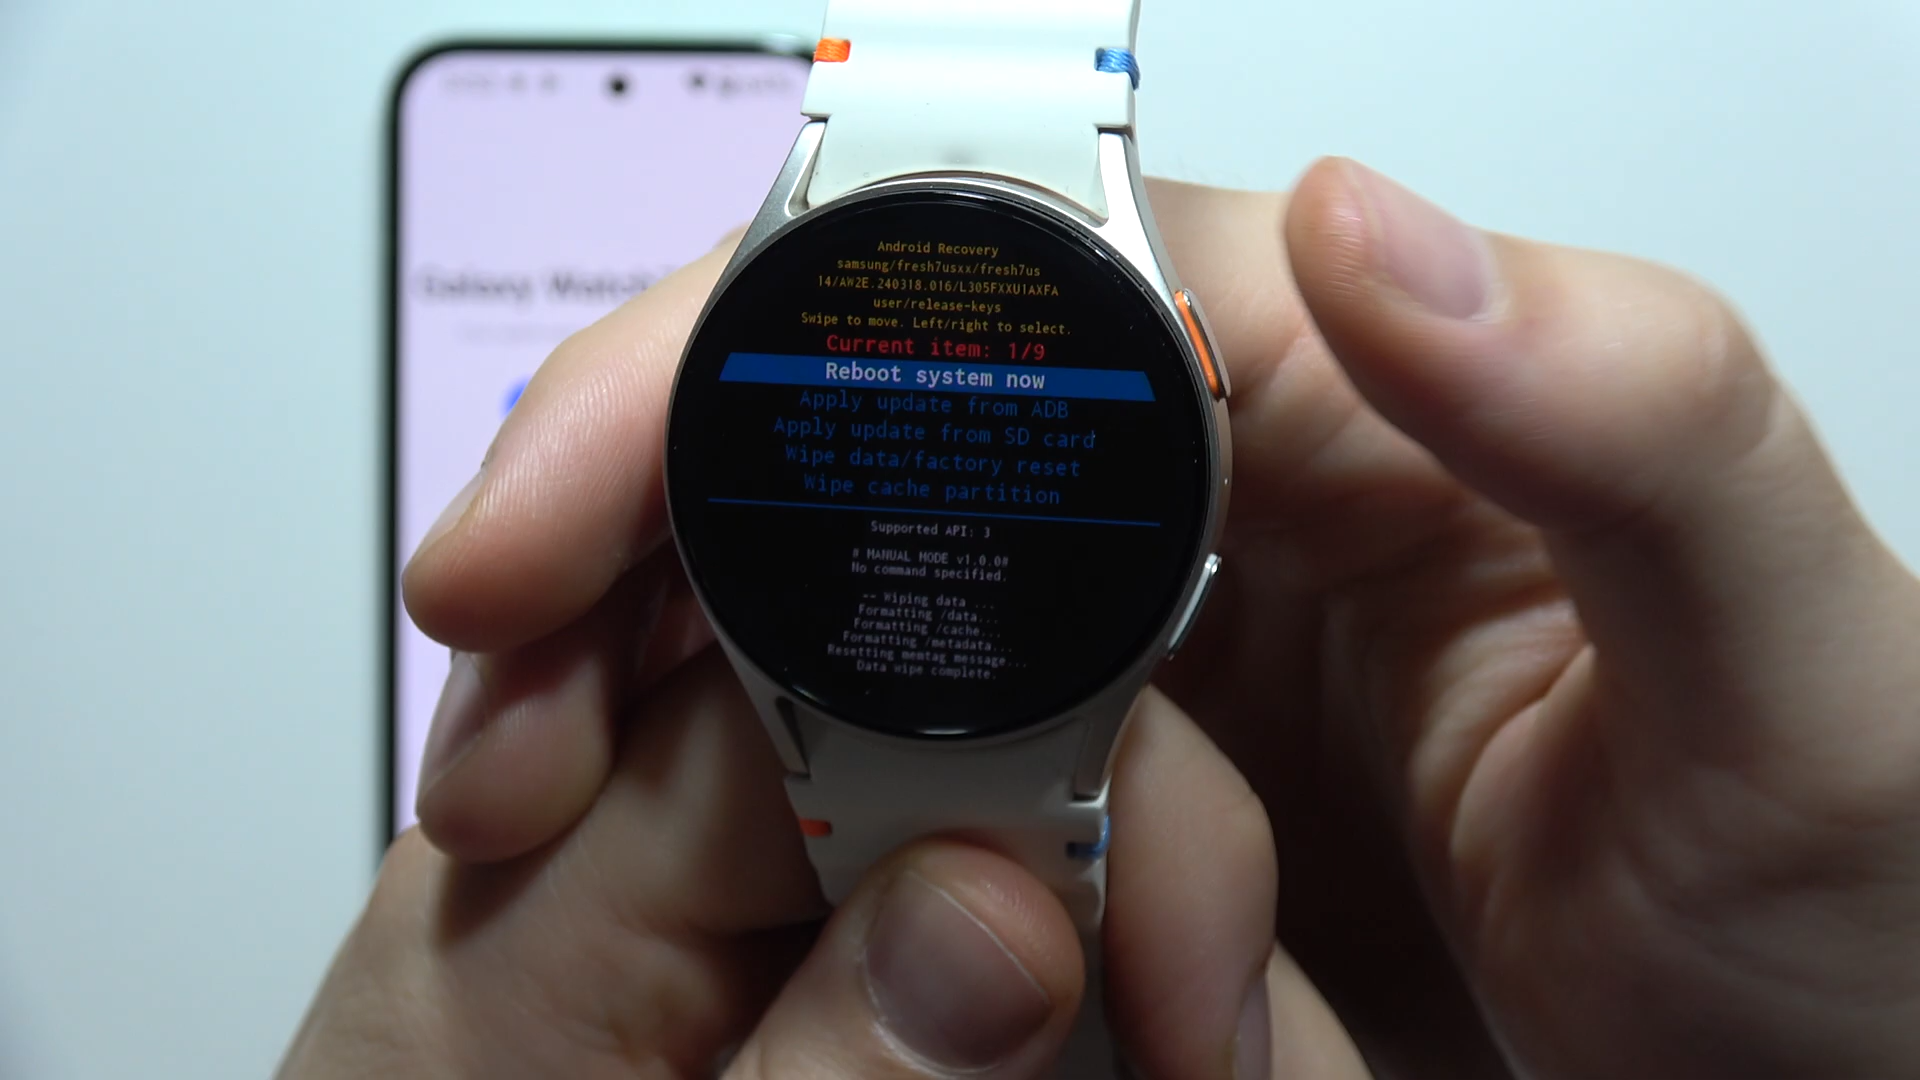 Galaxy Watch
Android Recovery
samsung/fresh7usxx/fresh7us
14/AW2E.240318.016/L305FXXU1AXFA
user/release-keys
Swipe to move. Left/right to select.
Current item: 1/9
Reboot system now
Apply update from ADB
Apply update from SD card
Wipe data/factory reset
Wipe cache partition
Supported API: 3
# MANUAL MODE v1.0.0#
No command specified.
-- Wiping data ...
Formatting /data...
Formatting /cache...
Formatting /metadata...
Resetting memtag message...
Data wipe complete.